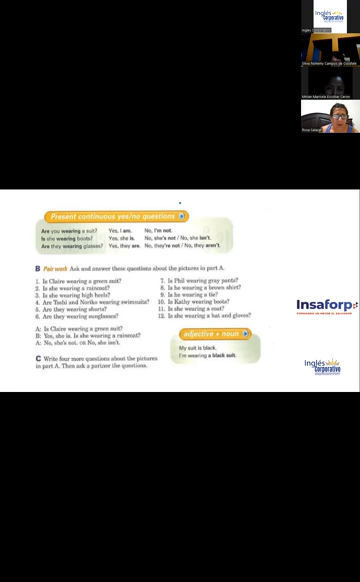 Inglés
Corporativo
Inglés Corporativo
Present continuous yes/no questions
Are you wearing a suit? Yes, I am. No, I'm not.
Is she wearing boots? Yes, she is. No, she's not / No, she isn't.
Are they wearing glasses? Yes, they are. No, they're not / No, they aren't.
B Pair work Ask and answer these questions about the pictures in part A.
1. Is Claire wearing a green suit?
2. Is she wearing a raincoat?
3. Is she wearing high heels?
4. Are Toshi and Noriko wearing swimsuits?
5. Are they wearing shorts?
6. Are they wearing sunglasses?
7. Is Phil wearing gray pants?
8. Is he wearing a brown shirt?
9. Is he wearing a tie?
10. Is Kathy wearing boots?
11. Is she wearing a coat?
12. Is she wearing a hat and gloves?
A: Is Claire wearing a green suit?
B: Yes, she is. Is she wearing a raincoat?
A: No, she's not. OR No, she isn't.
adjective + noun
My suit is black.
I'm wearing a black suit.
C Write four more questions about the pictures
in part A. Then ask a partner the questions.
Insaforp
Inglés
Corporativo